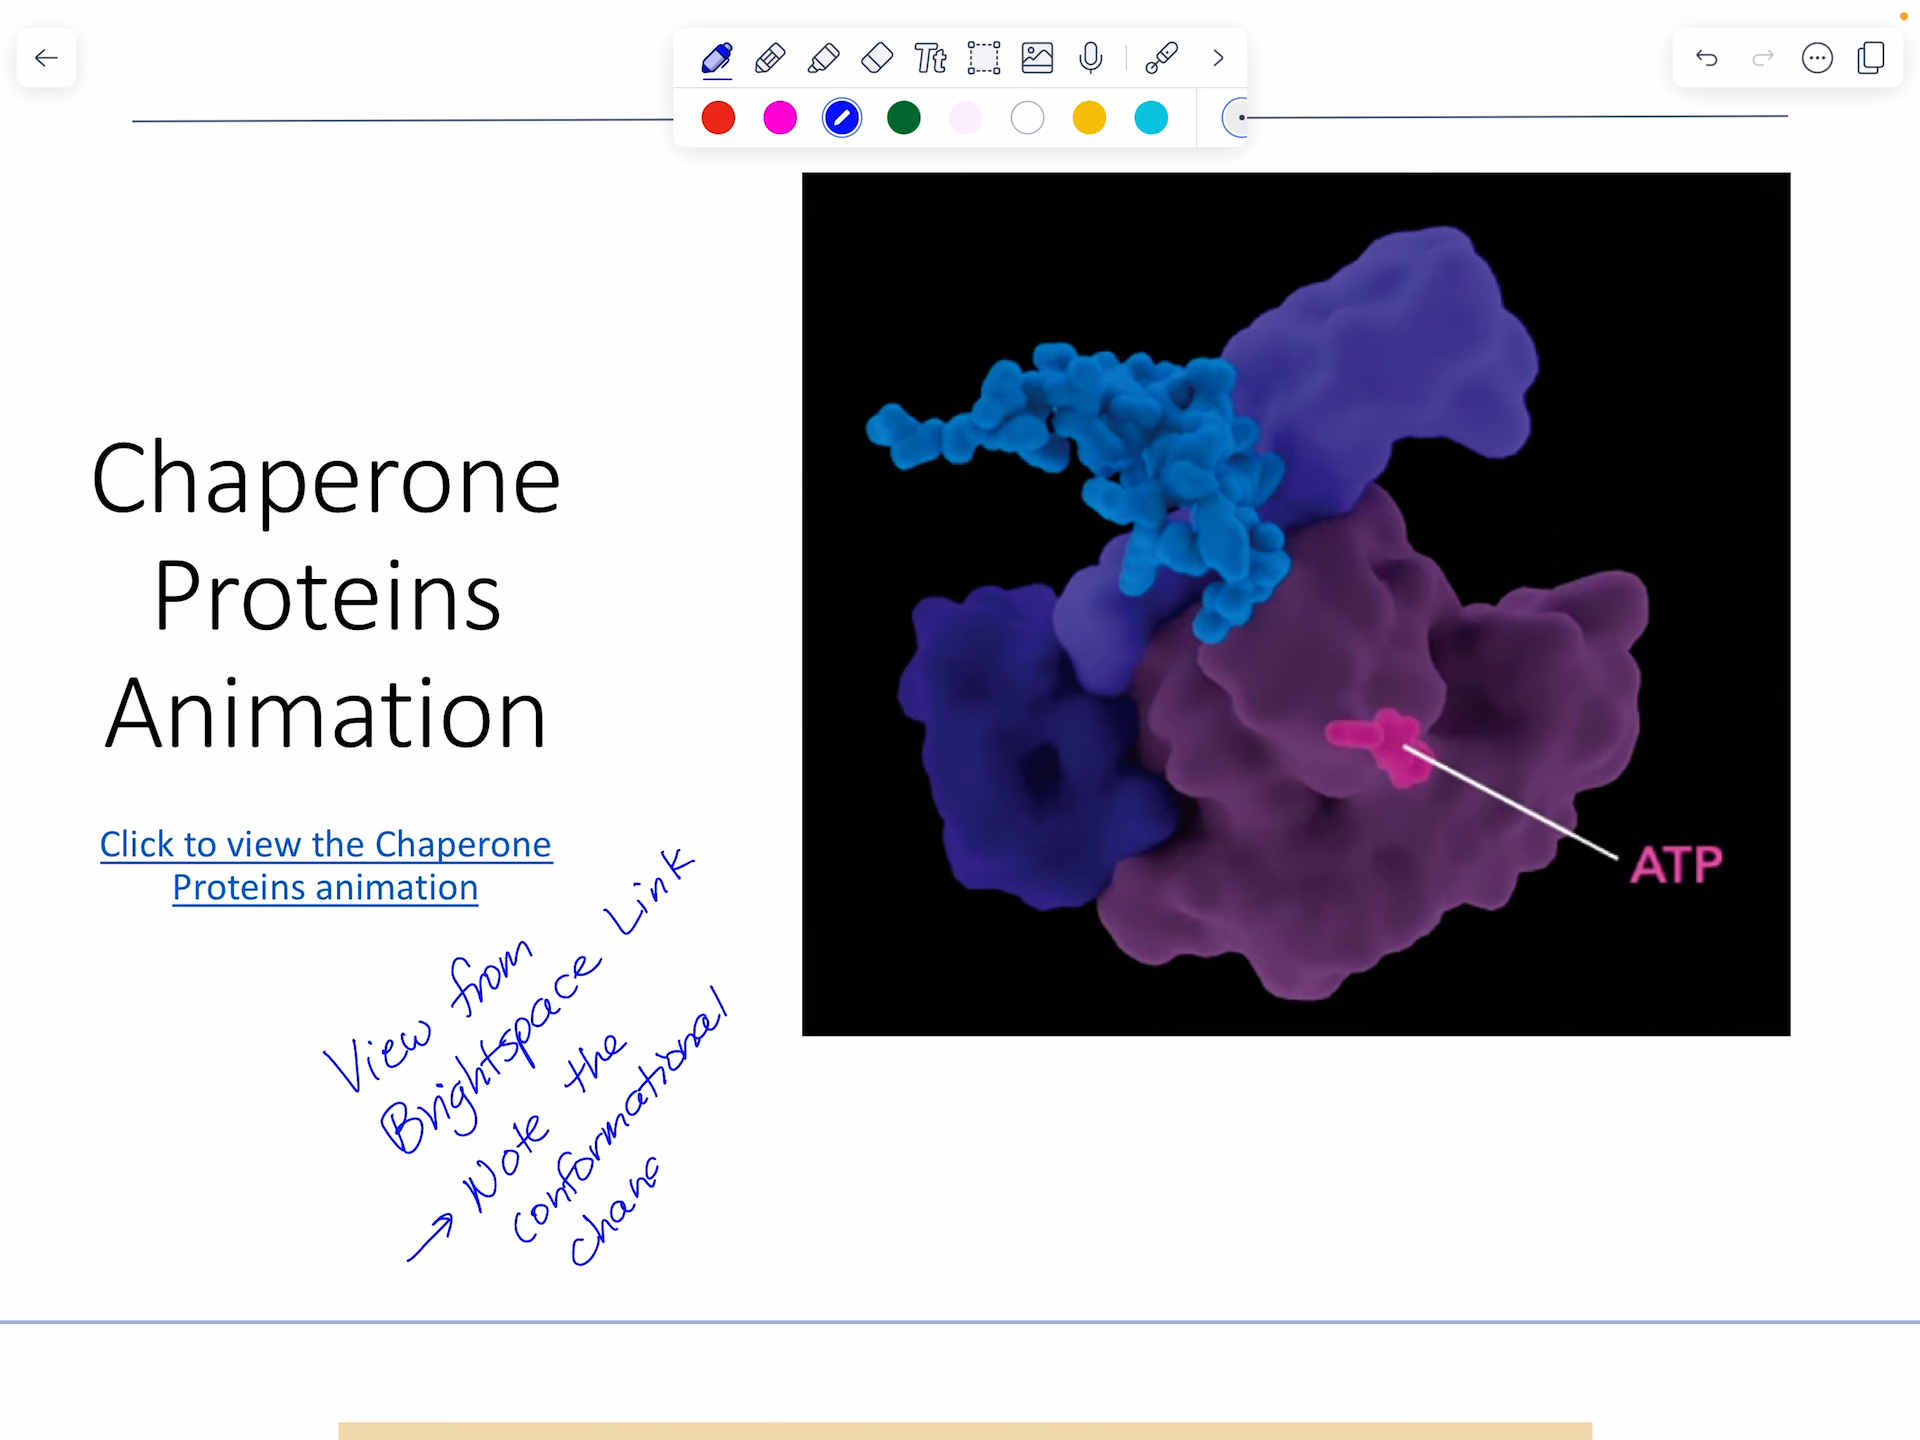 Tt
Chaperone
Proteins
Animation
Click to view the Chaperone
Proteins animation
ATP
View from
Brightspace Link
→ Note the
conformational
chang